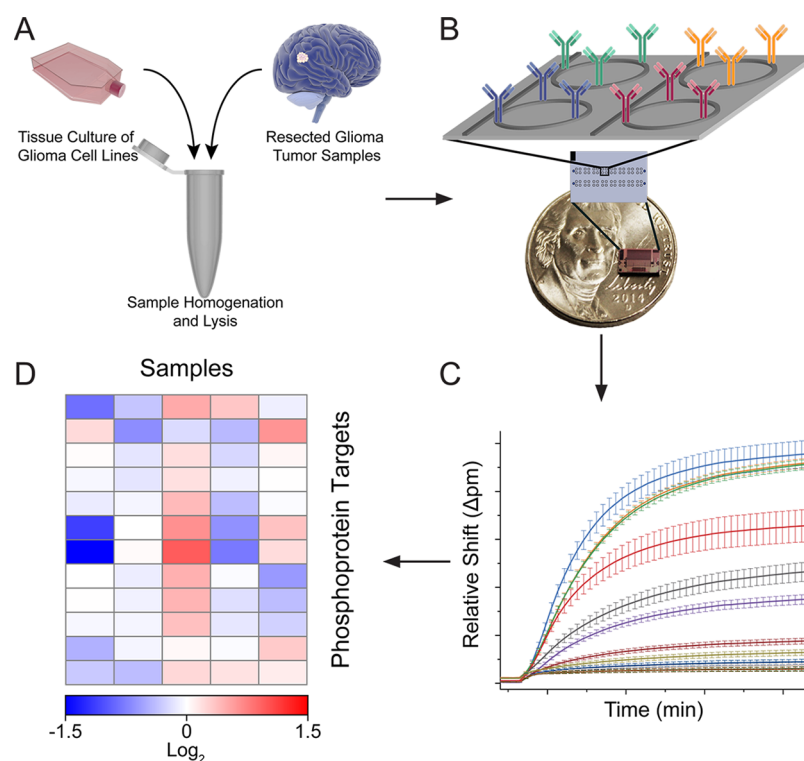 A
Tissue Culture of
Glioma Cell Lines
Resected Glioma
Tumor Samples
Sample Homogenation
and Lysis
B
Liberty
2014
D
Samples
Phosphoprotein Targets
-1.5
0
1.5
Log2
C
Relative Shift (Δpm)
Time (min)